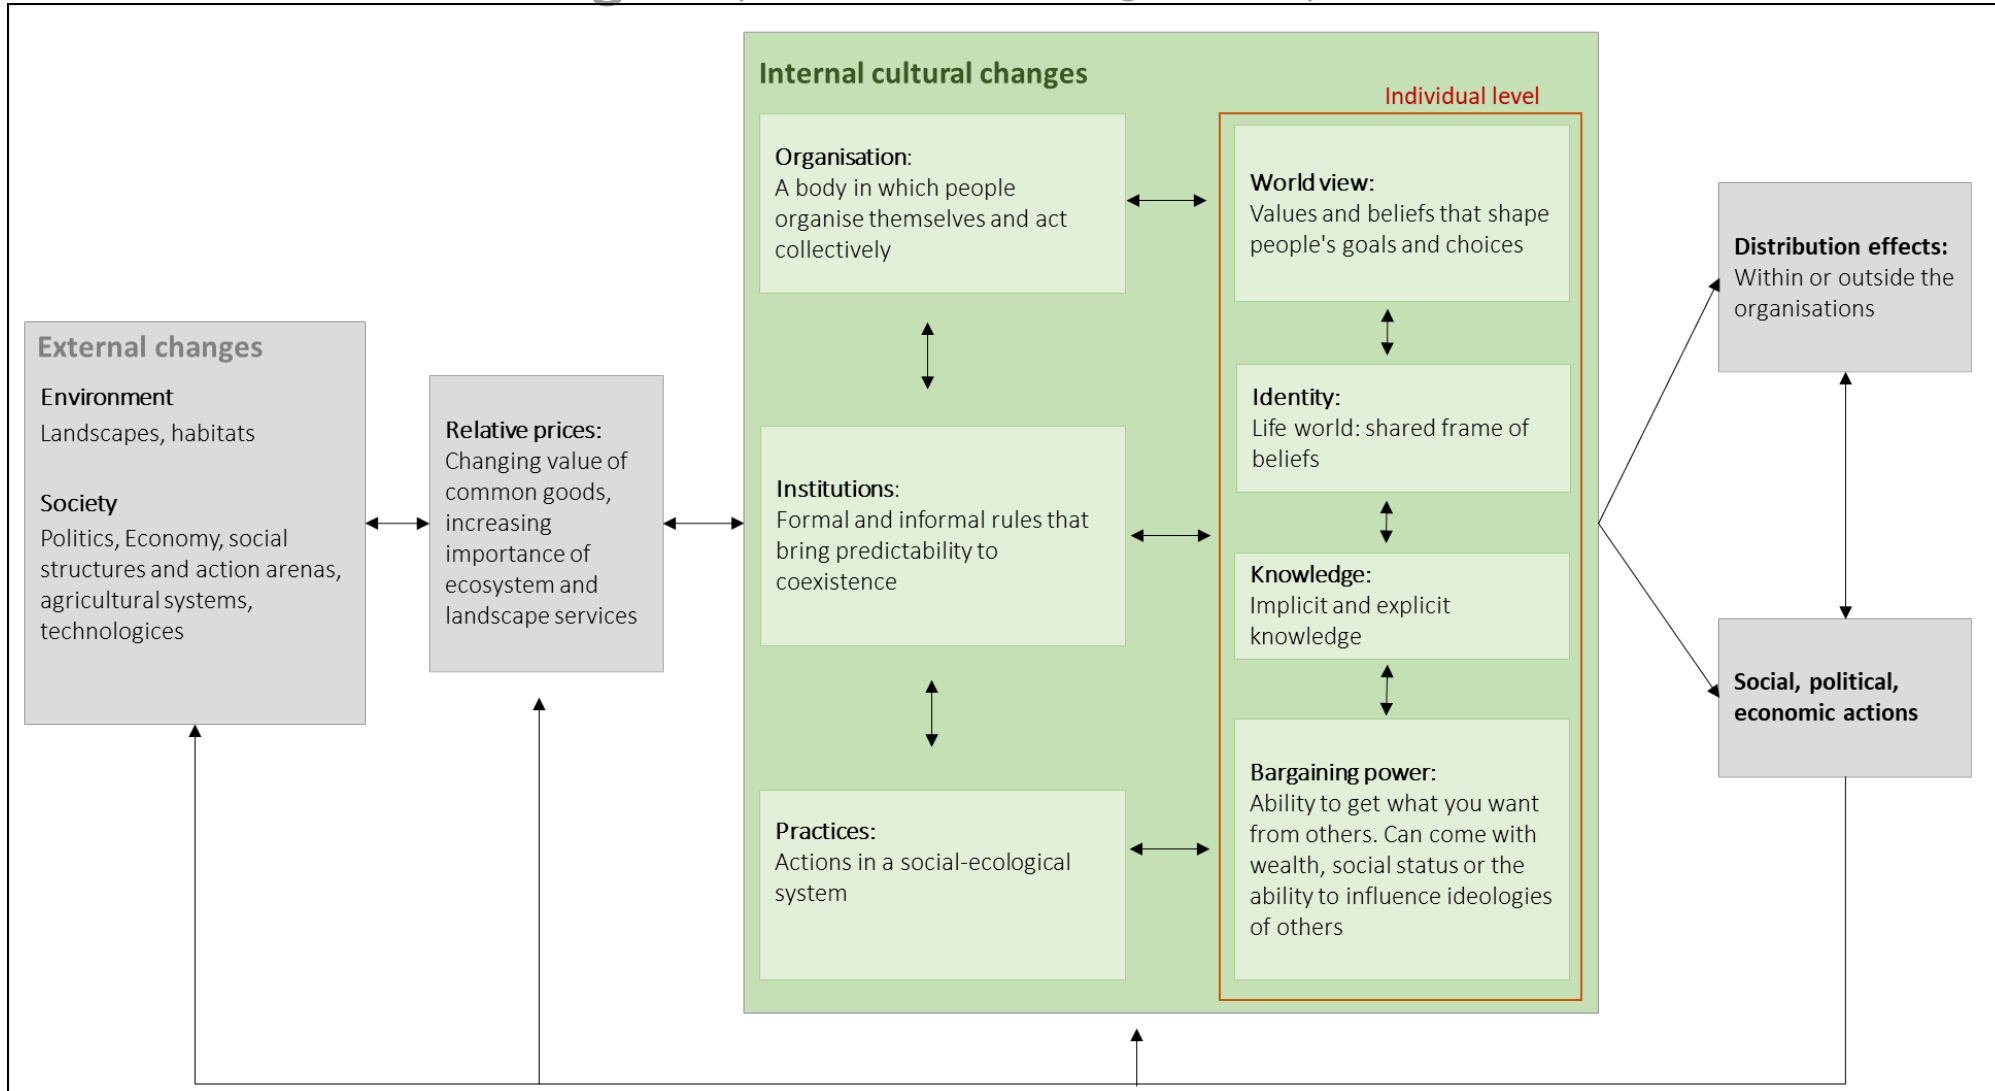 External changes
Environment
Landscapes, habitats
Society
Politics, Economy, social
structures and action arenas,
agricultural systems,
technologices
Relative prices:
Changing value of
common goods,
increasing
importance of
ecosystem and
landscape services
Internal cultural changes
Organisation:
A body in which people
organise themselves and act
collectively
Institutions:
Formal and informal rules that
bring predictability to
coexistence
Practices:
Actions in a social-ecological
system
Individual level
World view:
Values and beliefs that shape
people's goals and choices
Identity:
Life world: shared frame of
beliefs
Knowledge:
Implicit and explicit
knowledge
Bargaining power:
Ability to get what you want
from others. Can come with
wealth, social status or the
ability to influence ideologies
of others
Distribution effects:
Within or outside the
organisations
Social, political,
economic actions